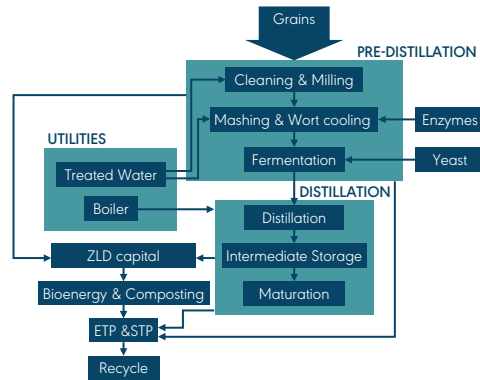 Grains
PRE-DISTILLATION
Cleaning & Milling
Mashing & Wort cooling
Enzymes
UTILITIES
Fermentation
Yeast
Treated Water
DISTILLATION
Boiler
Distillation
ZLD capital
Intermediate Storage
Bioenergy & Composting
Maturation
ETP &STP
Recycle